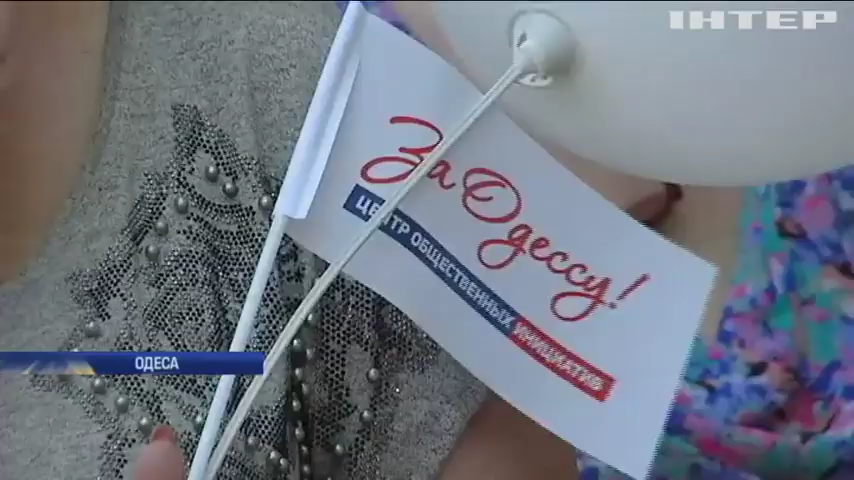 ІНТЕР
За Одессу!
ЦЕНТР ОБЩЕСТВЕННЫХ ИНИЦИАТИВ
ОДЕСА